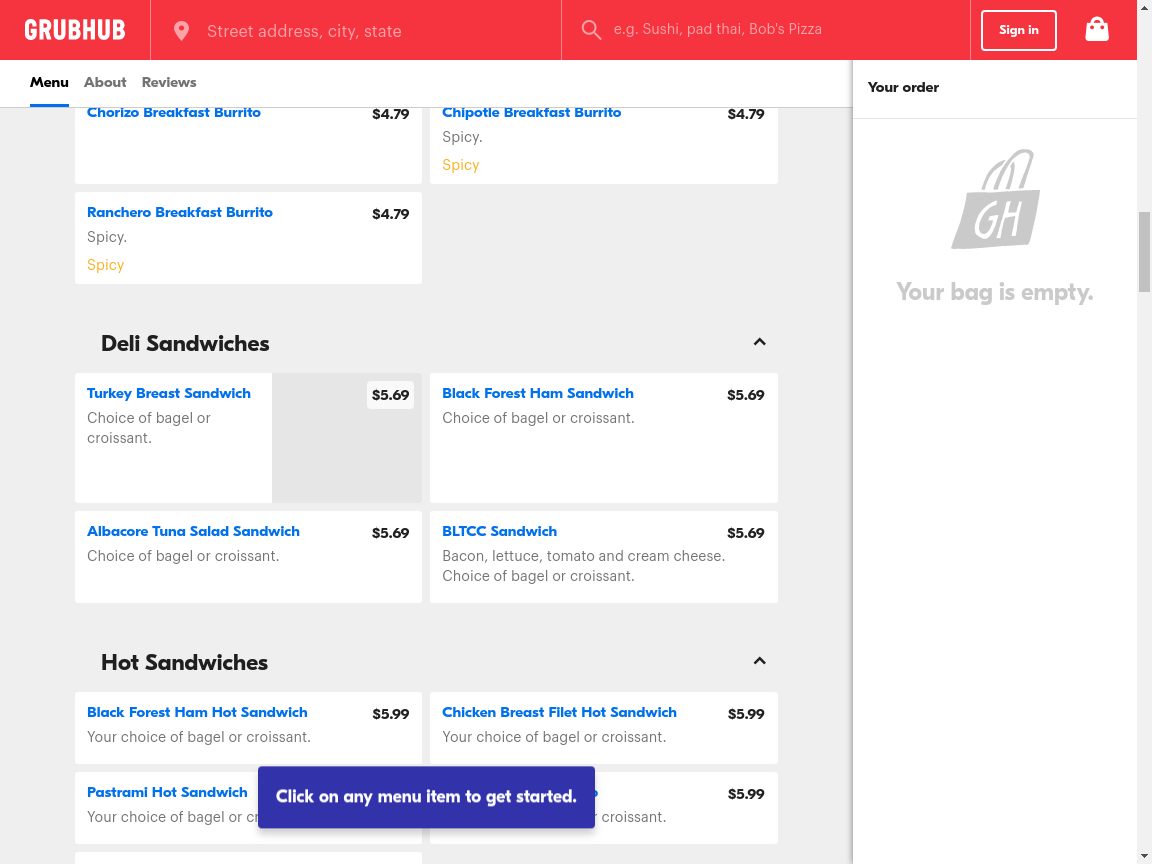 GRUBHUB
Street address, city, state
e.g. Sushi, pad thai, Bob's Pizza
Sign in
Menu
About
Reviews
Your order
Chorizo Breakfast Burrito
$4.79
Chipotle Breakfast Burrito
$4.79
Spicy.
Spicy
Ranchero Breakfast Burrito
$4.79
Spicy.
Spicy
GH
Your bag is empty.
Deli Sandwiches
Turkey Breast Sandwich
$5.69
Choice of bagel or
croissant.
Black Forest Ham Sandwich
$5.69
Choice of bagel or croissant.
Albacore Tuna Salad Sandwich
$5.69
Choice of bagel or croissant.
BLTCC Sandwich
$5.69
Bacon, lettuce, tomato and cream cheese.
Choice of bagel or croissant.
Hot Sandwiches
Black Forest Ham Hot Sandwich
$5.99
Your choice of bagel or croissant.
Chicken Breast Filet Hot Sandwich
$5.99
Your choice of bagel or croissant.
Pastrami Hot Sandwich
Your choice of bagel or
$5.99
croissant.
Click on any menu item to get started.